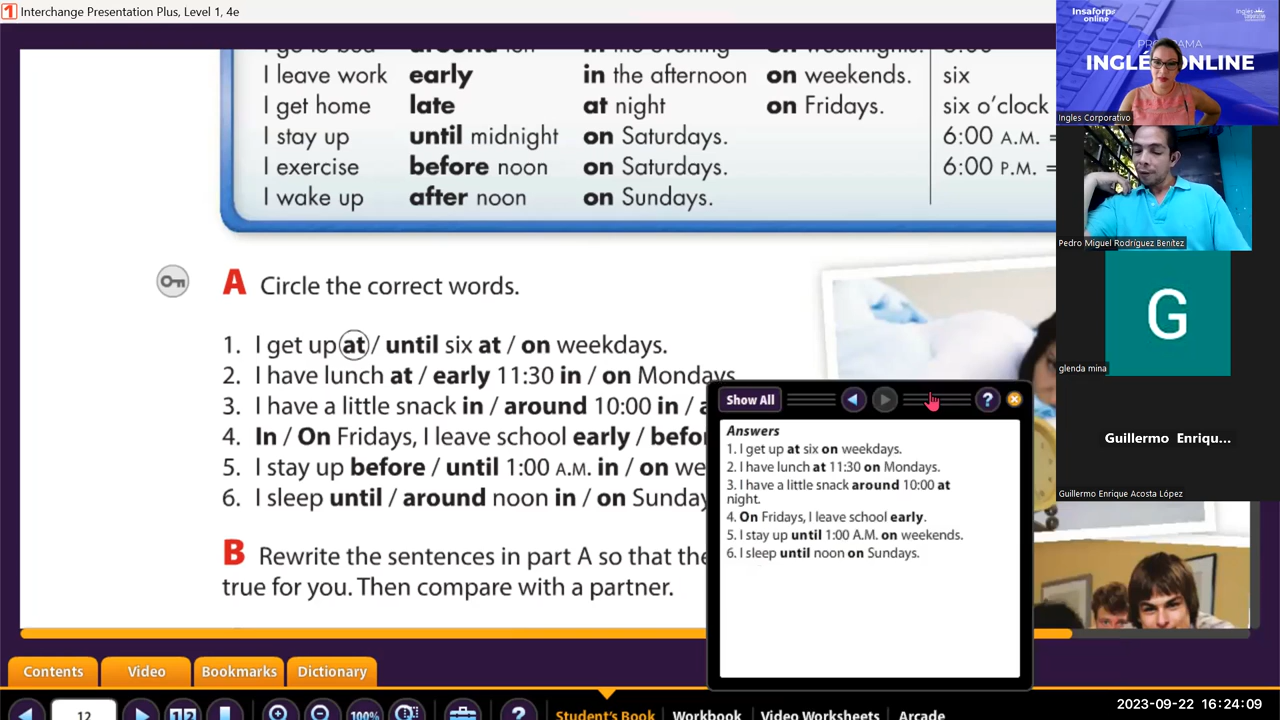 Interchange Presentation Plus, Level 1, 4e
I leave work early in the afternoon on weekends. six
I get home late at night on Fridays. six o'clock
I stay up until midnight on Saturdays. 6:00 A.M. =
I exercise before noon on Saturdays. 6:00 P.M. =
I wake up after noon on Sundays.
A Circle the correct words.
1. I get up at / until six at / on weekdays.
2. I have lunch at / early 11:30 in / on Mondays
3. I have a little snack in / around 10:00 in /
4. In / On Fridays, I leave school early /
5. I stay up before / until 1:00 A.M. in / on
6. I sleep until / around noon in / on
B Rewrite the sentences in part A so that
true for you. Then compare with a partner.
Show All
?
Answers
1. I get up at six on weekdays.
2. I have lunch at 11:30 on Mondays.
3. I have a little snack around 10:00 at
night.
4. On Fridays, I leave school early.
5. I stay up until 1:00 A.M. on weekends.
6. I sleep until noon on Sundays.
Insaforp
online
PROGRAMA
INGLÉS ONLINE
Ingles Corporativo
Pedro Miguel Rodríguez Benítez
G
glenda mina
Guillermo Enriqu...
Guillermo Enrique Acosta López
Contents Video Bookmarks Dictionary
12 100% ? Student's Book Workbook Video Worksheets Arcade
2023-09-22 16:24:09